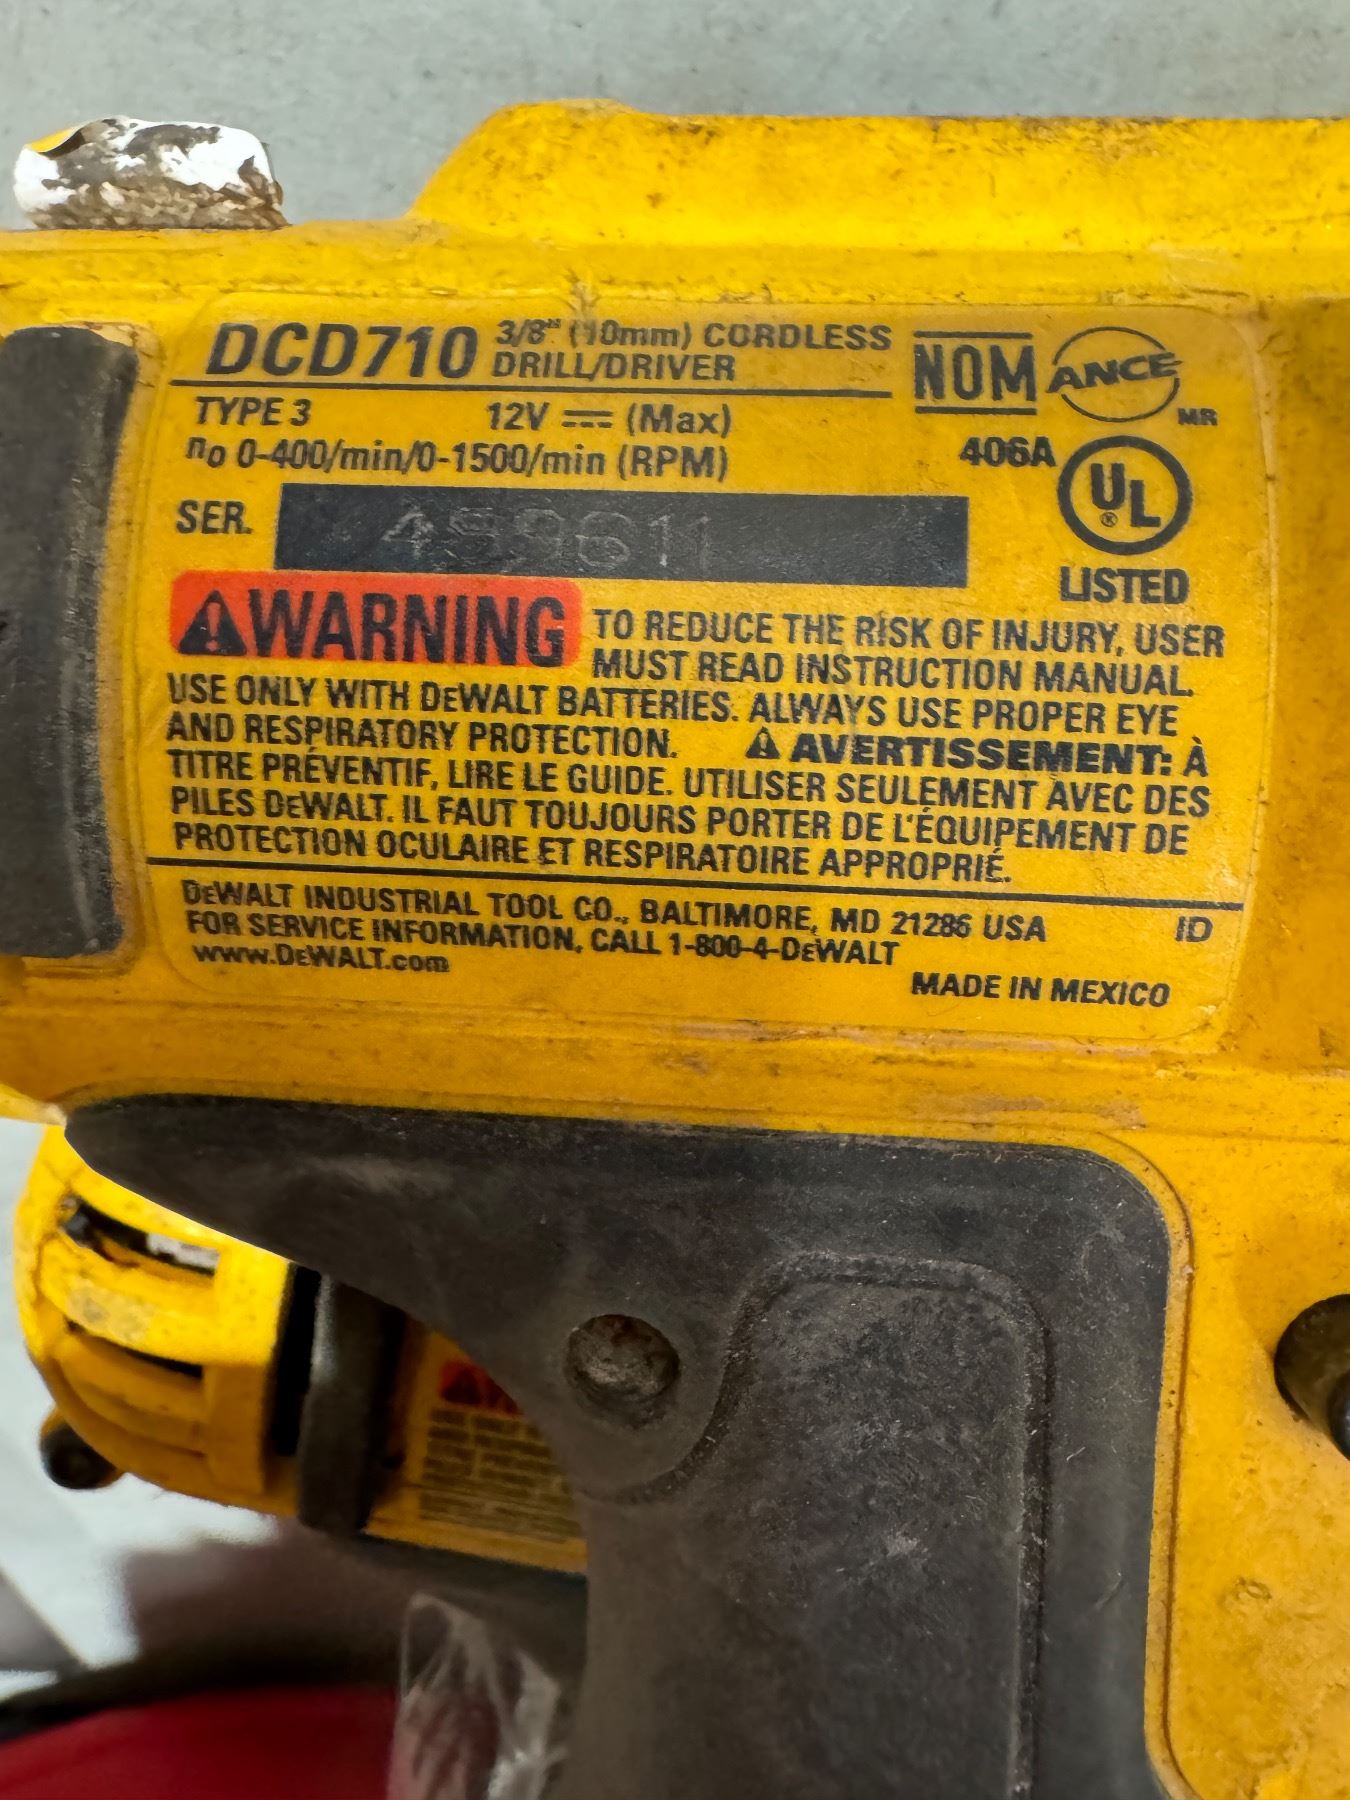 DCD710 3/8" (10mm) CORDLESS DRILL/DRIVER
NOM ANCE MR
TYPE 3 12V (Max)
no 0-400/min/0-1500/min (RPM)
406A UL ® LISTED
SER. 459611
WARNING TO REDUCE THE RISK OF INJURY, USER
MUST READ INSTRUCTION MANUAL.
USE ONLY WITH DEWALT BATTERIES. ALWAYS USE PROPER EYE
AND RESPIRATORY PROTECTION. AVERTISSEMENT: À
TITRE PRÉVENTIF, LIRE LE GUIDE. UTILISER SEULEMENT AVEC DES
PILES DEWALT. IL FAUT TOUJOURS PORTER DE L'ÉQUIPEMENT DE
PROTECTION OCULAIRE ET RESPIRATOIRE APPROPRIÉ.
DEWALT INDUSTRIAL TOOL CO., BALTIMORE, MD 21286 USA ID
FOR SERVICE INFORMATION, CALL 1-800-4-DEWALT
www.DEWALT.com
MADE IN MEXICO